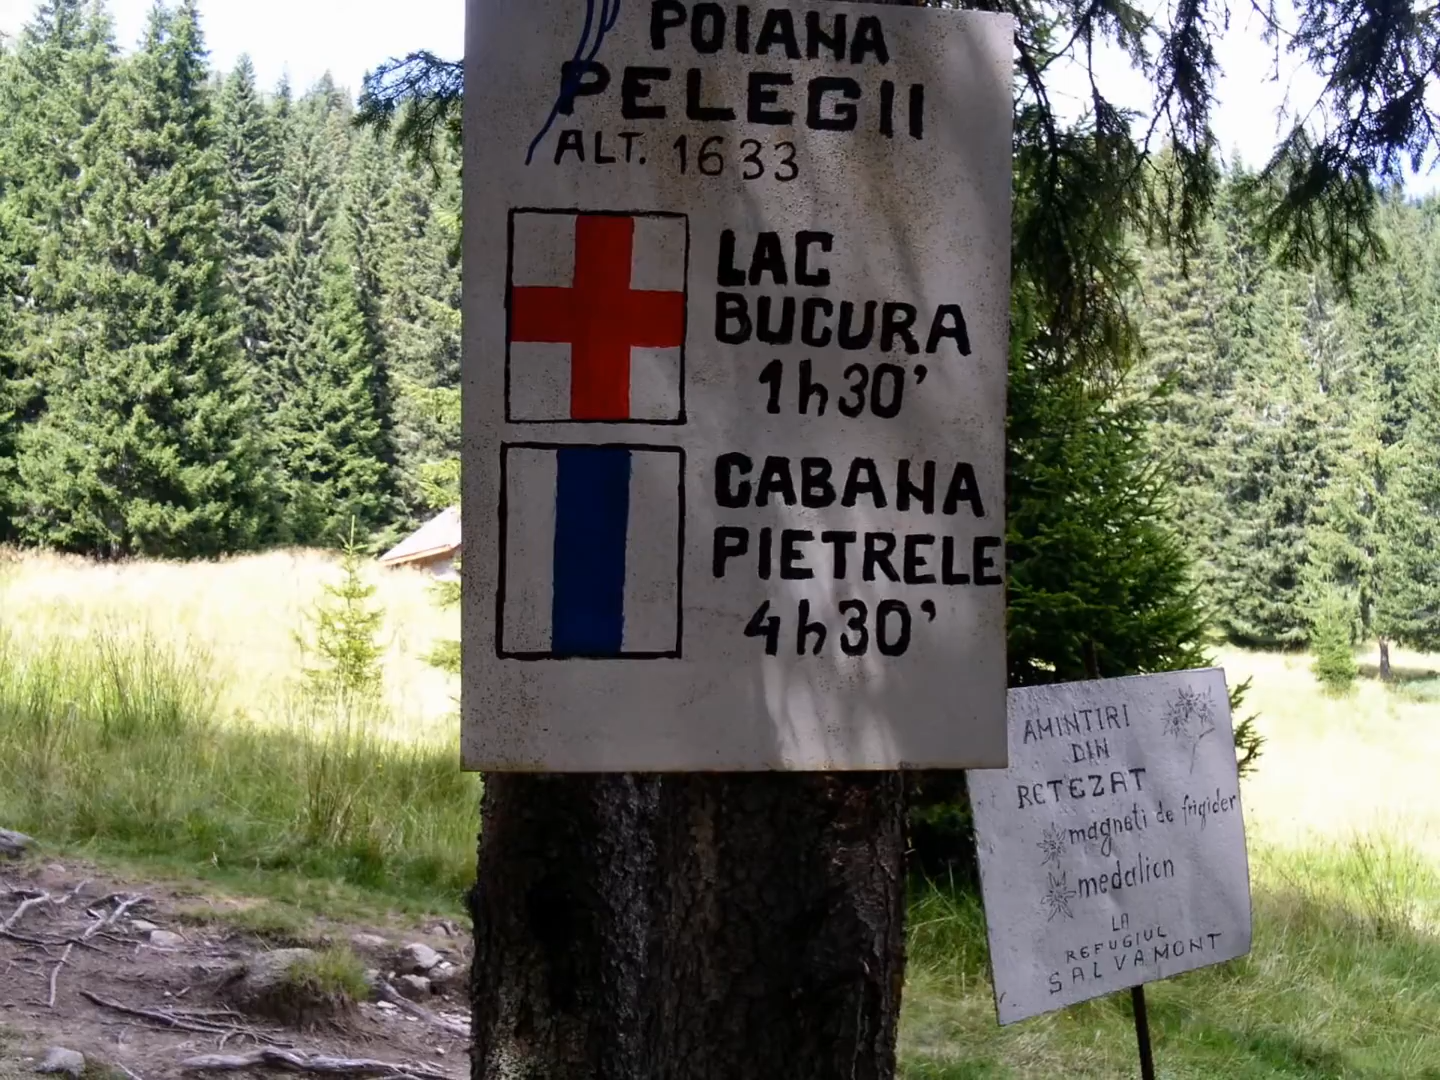 POIANA
PELEGII
ALT. 1633
LAC
BUCURA
1h30’
CABANA
PIETRELE
4h30’
AMINTIRI
DIN
RETEZAT
magneti de frigider
medalion
LA
REFUGIUL
SALVAMONT